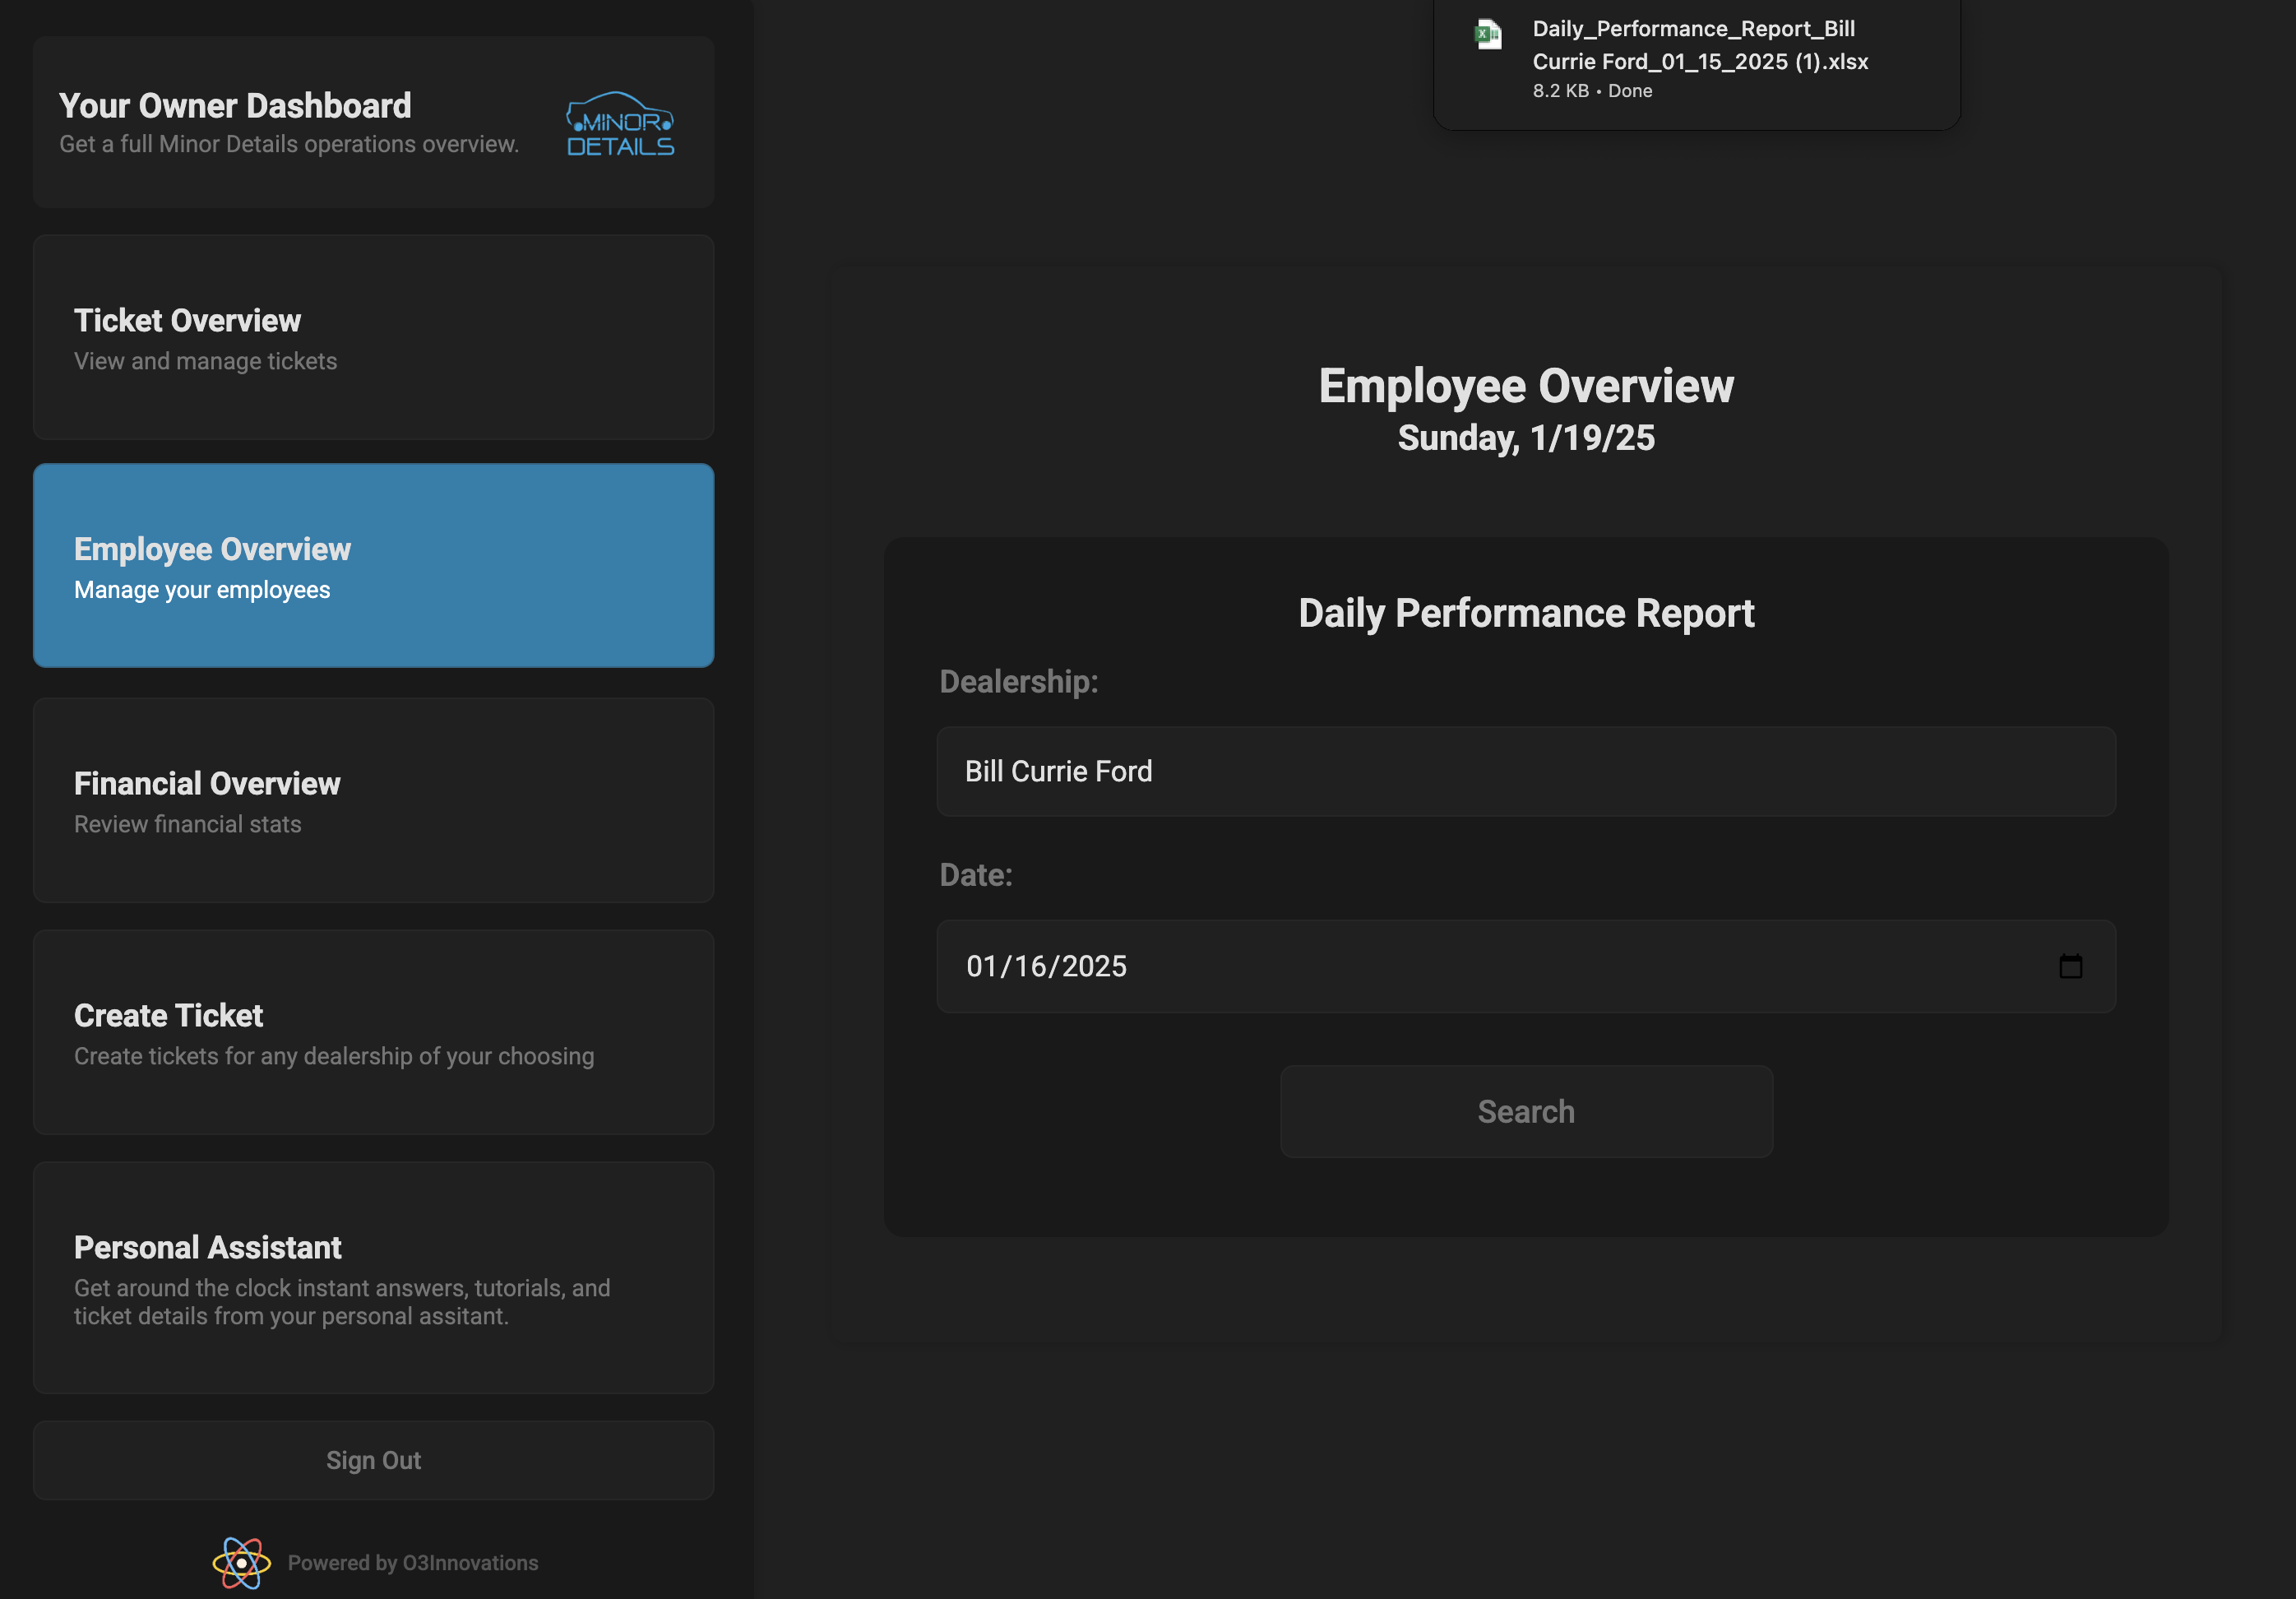 Your Owner Dashboard
Get a full Minor Details operations overview.
MINOR
DETAILS
Ticket Overview
View and manage tickets
Employee Overview
Manage your employees
Financial Overview
Review financial stats
Create Ticket
Create tickets for any dealership of your choosing
Personal Assistant
Get around the clock instant answers, tutorials, and
ticket details from your personal assitant.
Sign Out
Powered by O3Innovations
Daily_Performance_Report_Bill
Currie Ford_01_15_2025 (1).xlsx
8.2 KB • Done
Employee Overview
Sunday, 1/19/25
Daily Performance Report
Dealership:
Bill Currie Ford
Date:
01/16/2025
Search